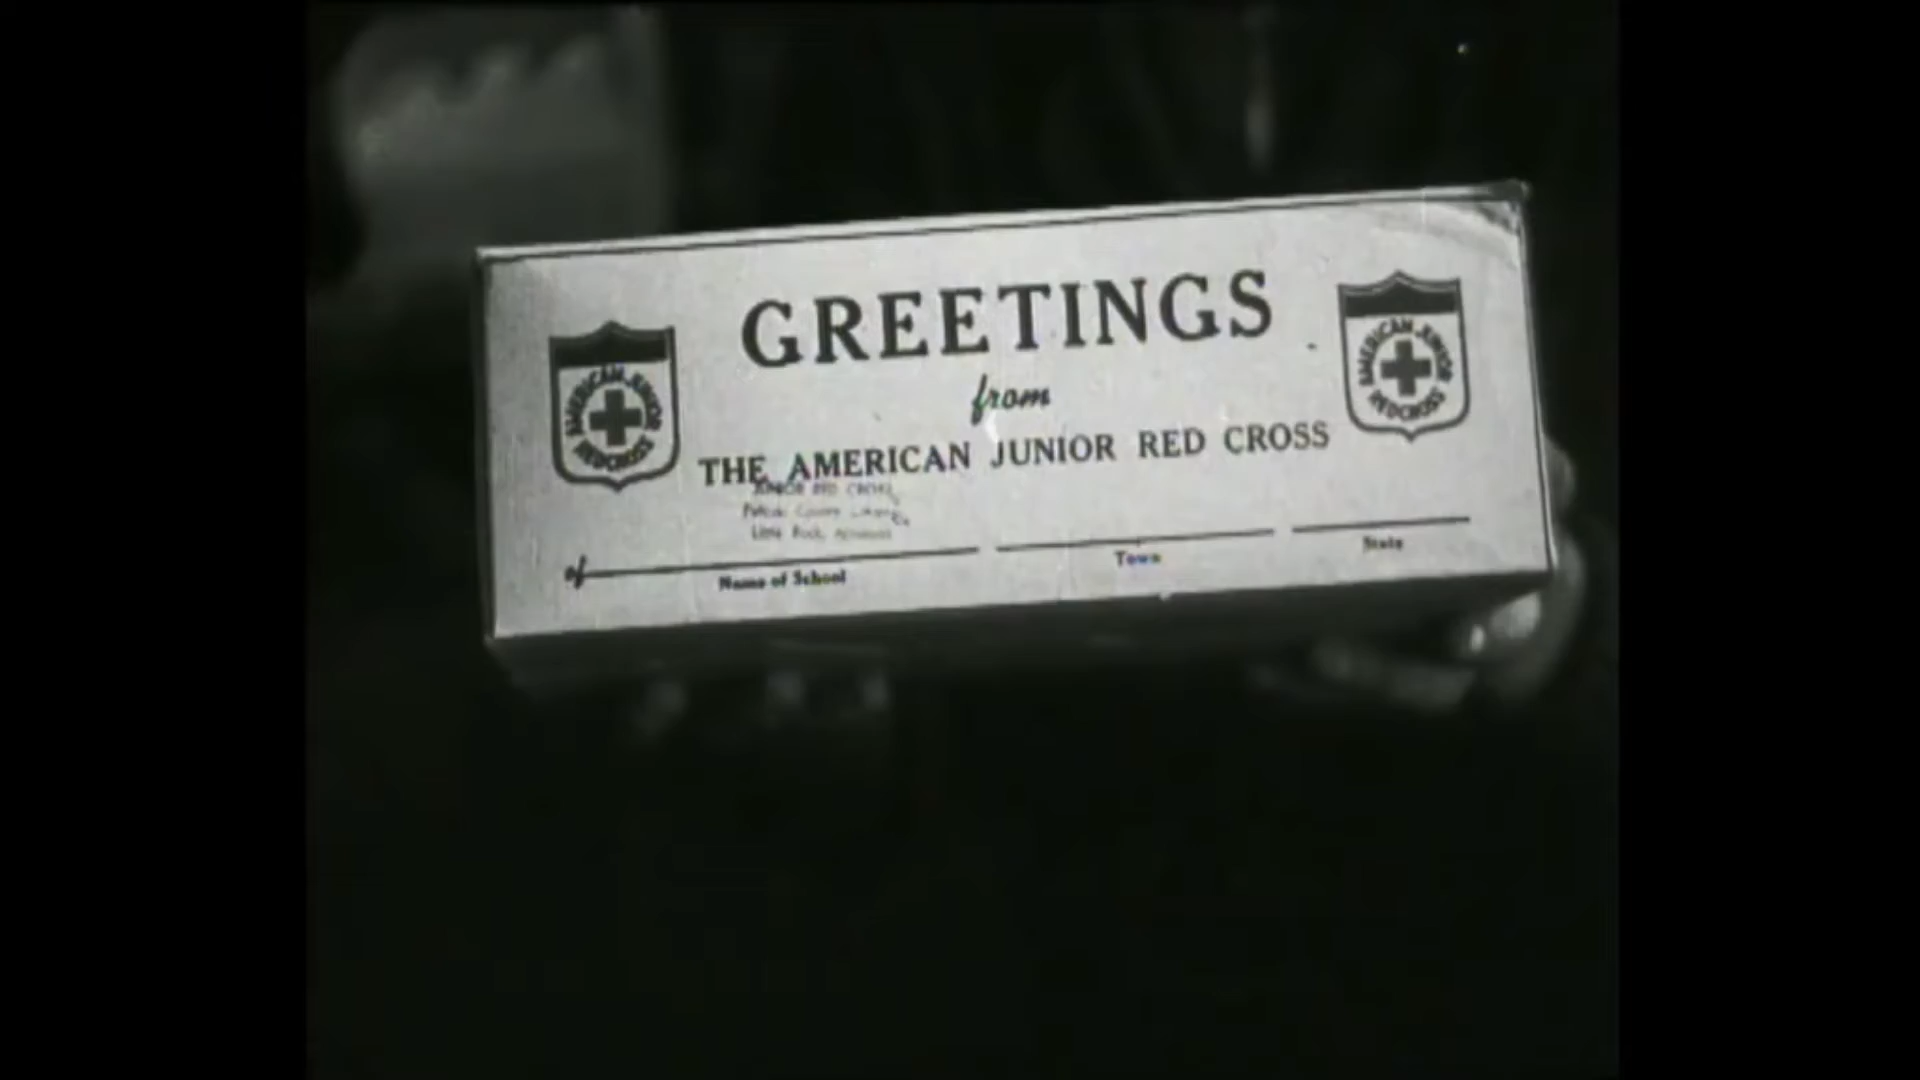 GREETINGS
from
THE AMERICAN JUNIOR RED CROSS
AMERICAN JUNIOR RED CROSS
AMERICAN JUNIOR RED CROSS
JUNIOR RED CROSS
Little Rock,
of
Name of School
Town
State